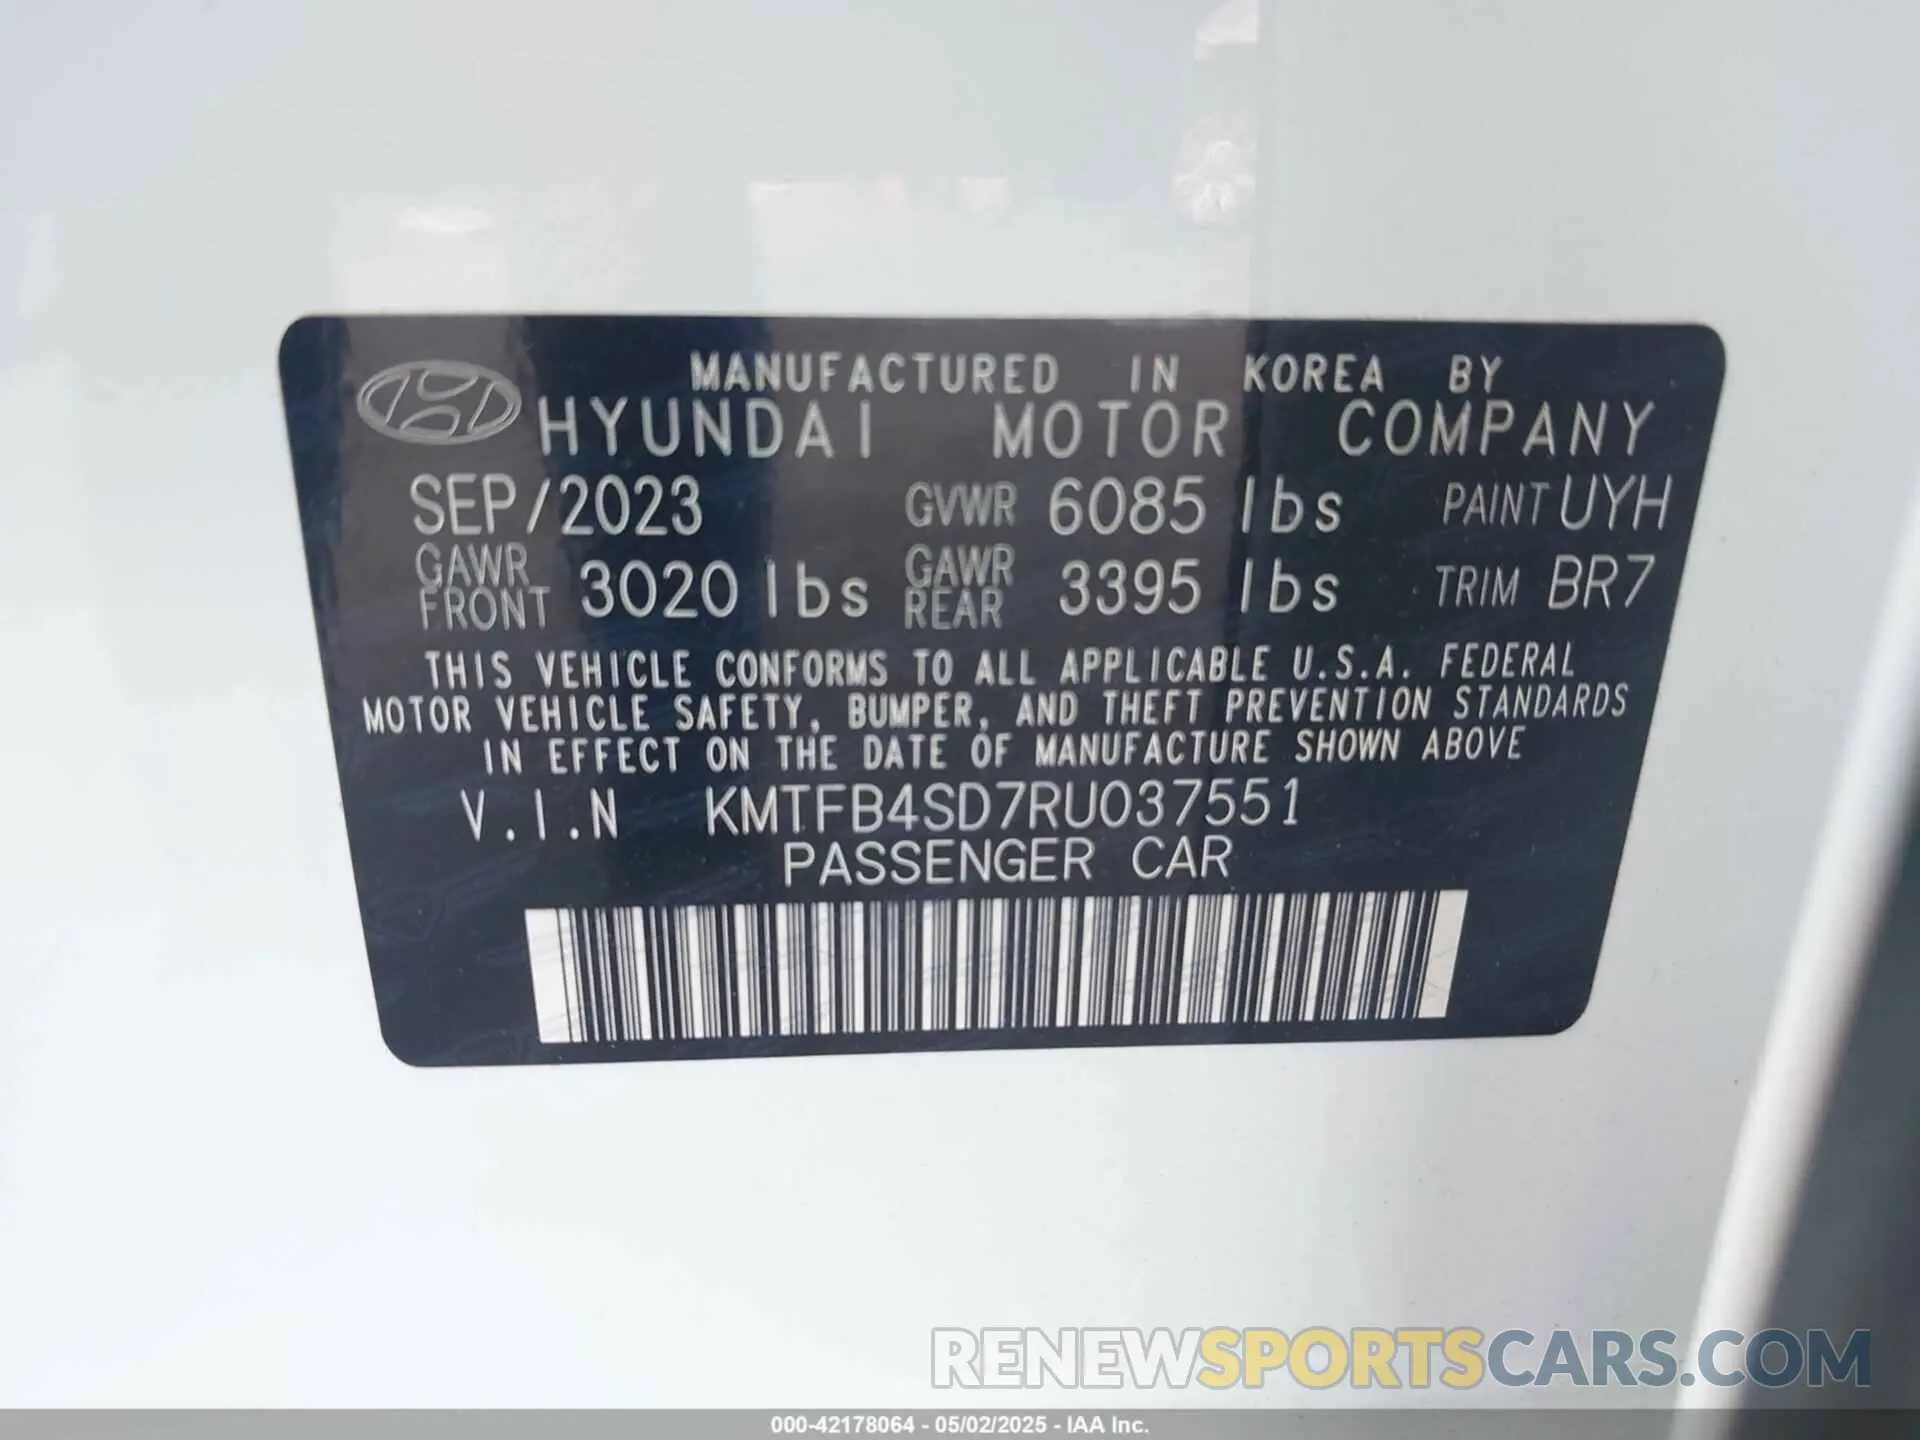 MANUFACTURED IN KOREA BY
HYUNDAI MOTOR COMPANY
SEP/2023 GVWR 6085 lbs PAINT UYH
GAWR FRONT 3020 lbs GAWR REAR 3395 lbs TRIM BR7
THIS VEHICLE CONFORMS TO ALL APPLICABLE U.S.A. FEDERAL
MOTOR VEHICLE SAFETY, BUMPER, AND THEFT PREVENTION STANDARDS
IN EFFECT ON THE DATE OF MANUFACTURE SHOWN ABOVE
V.I.N KMTFB4SD7RU037551
PASSENGER CAR
RENEWSPORTSCARS.COM
000-42178064 - 05/02/2025 - IAA Inc.